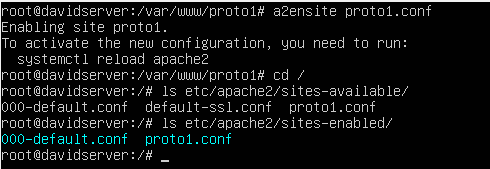 root@davidserver:/var/www/proto1# a2ensite proto1.conf
Enabling site proto1.
To activate the new configuration, you need to run:
  systemctl reload apache2
root@davidserver:/var/www/proto1# cd /
root@davidserver:/# ls etc/apache2/sites-available/
000-default.conf  default-ssl.conf  proto1.conf
root@davidserver:/# ls etc/apache2/sites-enabled/
000-default.conf  proto1.conf
root@davidserver:/# _